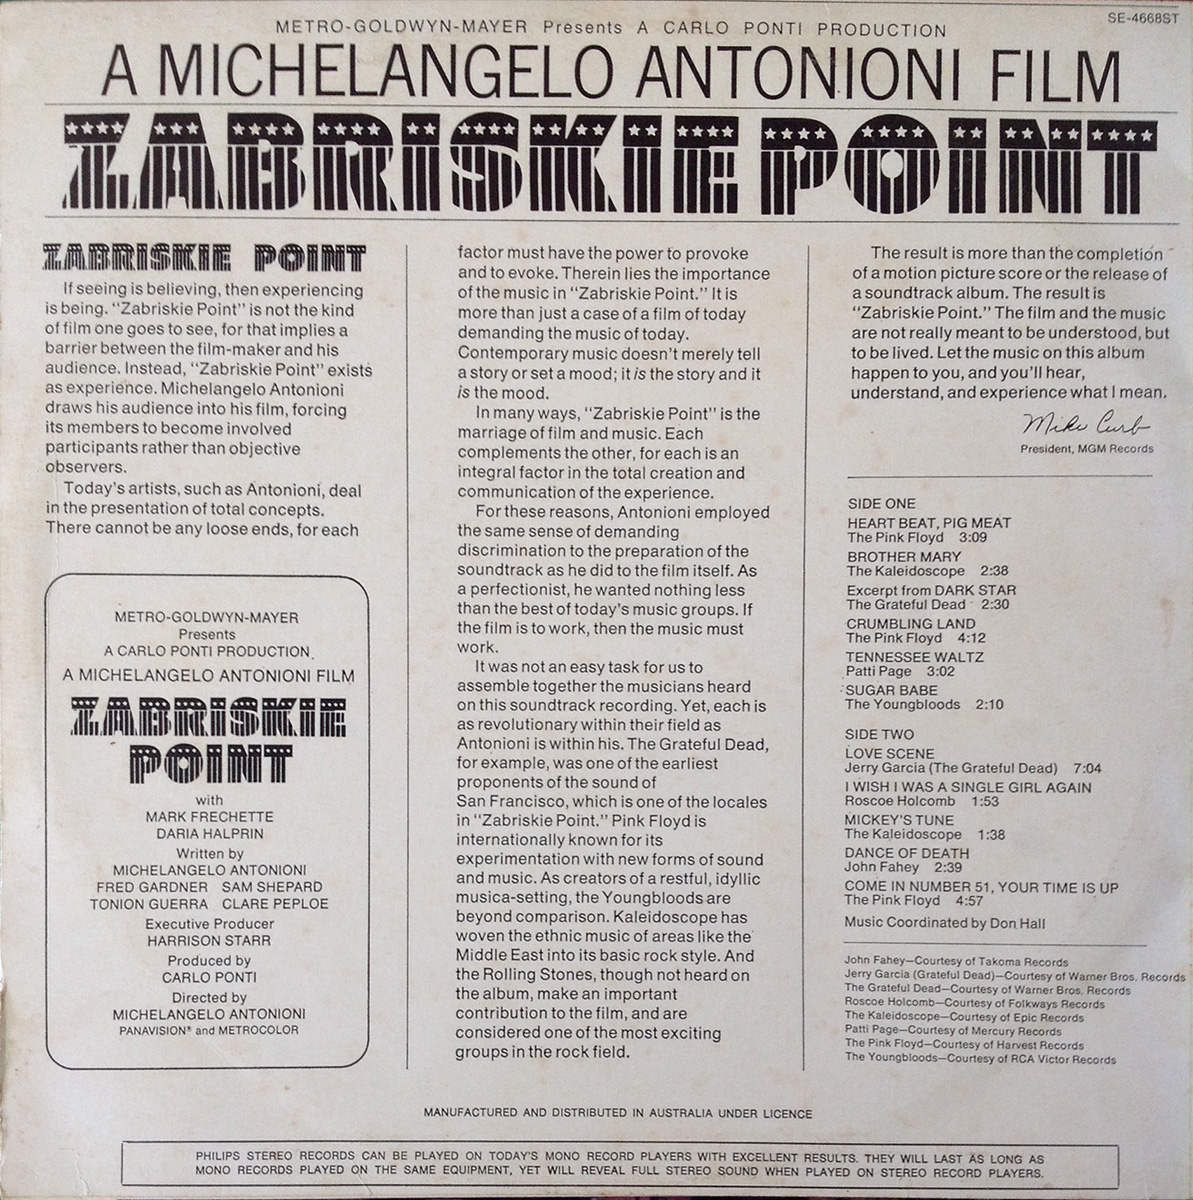 SE-4668ST
METRO-GOLDWYN-MAYER Presents A CARLO PONTI PRODUCTION
A MICHELANGELO ANTONIONI FILM
ZABRISKIE POINT
ZABRISKIE POINT
If seeing is believing, then experiencing
is being. "Zabriskie Point" is not the kind
of film one goes to see, for that implies a
barrier between the film-maker and his
audience. Instead, "Zabriskie Point" exists
as experience. Michelangelo Antonioni
draws his audience into his film, forcing
its members to become involved
participants rather than objective
observers.
Today's artists, such as Antonioni, deal
in the presentation of total concepts.
There cannot be any loose ends, for each
METRO-GOLDWYN-MAYER
Presents
A CARLO PONTI PRODUCTION
A MICHELANGELO ANTONIONI FILM
ZABRISKIE
POINT
with
MARK FRECHETTE
DARIA HALPRIN
Written by
MICHELANGELO ANTONIONI
FRED GARDNER SAM SHEPARD
TONION GUERRA CLARE PEPLOE
Executive Producer
HARRISON STARR
Produced by
CARLO PONTI
Directed by
MICHELANGELO ANTONIONI
PANAVISION® and METROCOLOR
factor must have the power to provoke
and to evoke. Therein lies the importance
of the music in "Zabriskie Point." It is
more than just a case of a film of today
demanding the music of today.
Contemporary music doesn't merely tell
a story or set a mood; it is the story and it
is the mood.
In many ways, "Zabriskie Point" is the
marriage of film and music. Each
complements the other, for each is an
integral factor in the total creation and
communication of the experience.
For these reasons, Antonioni employed
the same sense of demanding
discrimination to the preparation of the
soundtrack as he did to the film itself. As
a perfectionist, he wanted nothing less
than the best of today's music groups. If
the film is to work, then the music must
work.
It was not an easy task for us to
assemble together the musicians heard
on this soundtrack recording. Yet, each is
as revolutionary within their field as
Antonioni is within his. The Grateful Dead,
for example, was one of the earliest
proponents of the sound of
San Francisco, which is one of the locales
in "Zabriskie Point." Pink Floyd is
internationally known for its
experimentation with new forms of sound
and music. As creators of a restful, idyllic
musica-setting, the Youngbloods are
beyond comparison. Kaleidoscope has
woven the ethnic music of areas like the
Middle East into its basic rock style. And
the Rolling Stones, though not heard on
the album, make an important
contribution to the film, and are
considered one of the most exciting
groups in the rock field.
The result is more than the completion
of a motion picture score or the release of
a soundtrack album. The result is
"Zabriskie Point." The film and the music
are not really meant to be understood, but
to be lived. Let the music on this album
happen to you, and you'll hear,
understand, and experience what I mean.
Mike Curb
President, MGM Records
SIDE ONE
HEART BEAT, PIG MEAT
The Pink Floyd 3:09
BROTHER MARY
The Kaleidoscope 2:38
Excerpt from DARK STAR
The Grateful Dead 2:30
CRUMBLING LAND
The Pink Floyd 4:12
TENNESSEE WALTZ
Patti Page 3:02
SUGAR BABE
The Youngbloods 2:10
SIDE TWO
LOVE SCENE
Jerry Garcia (The Grateful Dead) 7:04
I WISH I WAS A SINGLE GIRL AGAIN
Roscoe Holcomb 1:53
MICKEY'S TUNE
The Kaleidoscope 1:38
DANCE OF DEATH
John Fahey 2:39
COME IN NUMBER 51, YOUR TIME IS UP
The Pink Floyd 4:57
Music Coordinated by Don Hall
John Fahey—Courtesy of Takoma Records
Jerry Garcia (Grateful Dead)—Courtesy of Warner Bros. Records
The Grateful Dead—Courtesy of Warner Bros. Records
Roscoe Holcomb—Courtesy of Folkways Records
The Kaleidoscope—Courtesy of Epic Records
Patti Page—Courtesy of Mercury Records
The Pink Floyd—Courtesy of Harvest Records
The Youngbloods—Courtesy of RCA Victor Records
MANUFACTURED AND DISTRIBUTED IN AUSTRALIA UNDER LICENCE
PHILIPS STEREO RECORDS CAN BE PLAYED ON TODAY'S MONO RECORD PLAYERS WITH EXCELLENT RESULTS. THEY WILL LAST AS LONG AS
MONO RECORDS PLAYED ON THE SAME EQUIPMENT, YET WILL REVEAL FULL STEREO SOUND WHEN PLAYED ON STEREO RECORD PLAYERS.